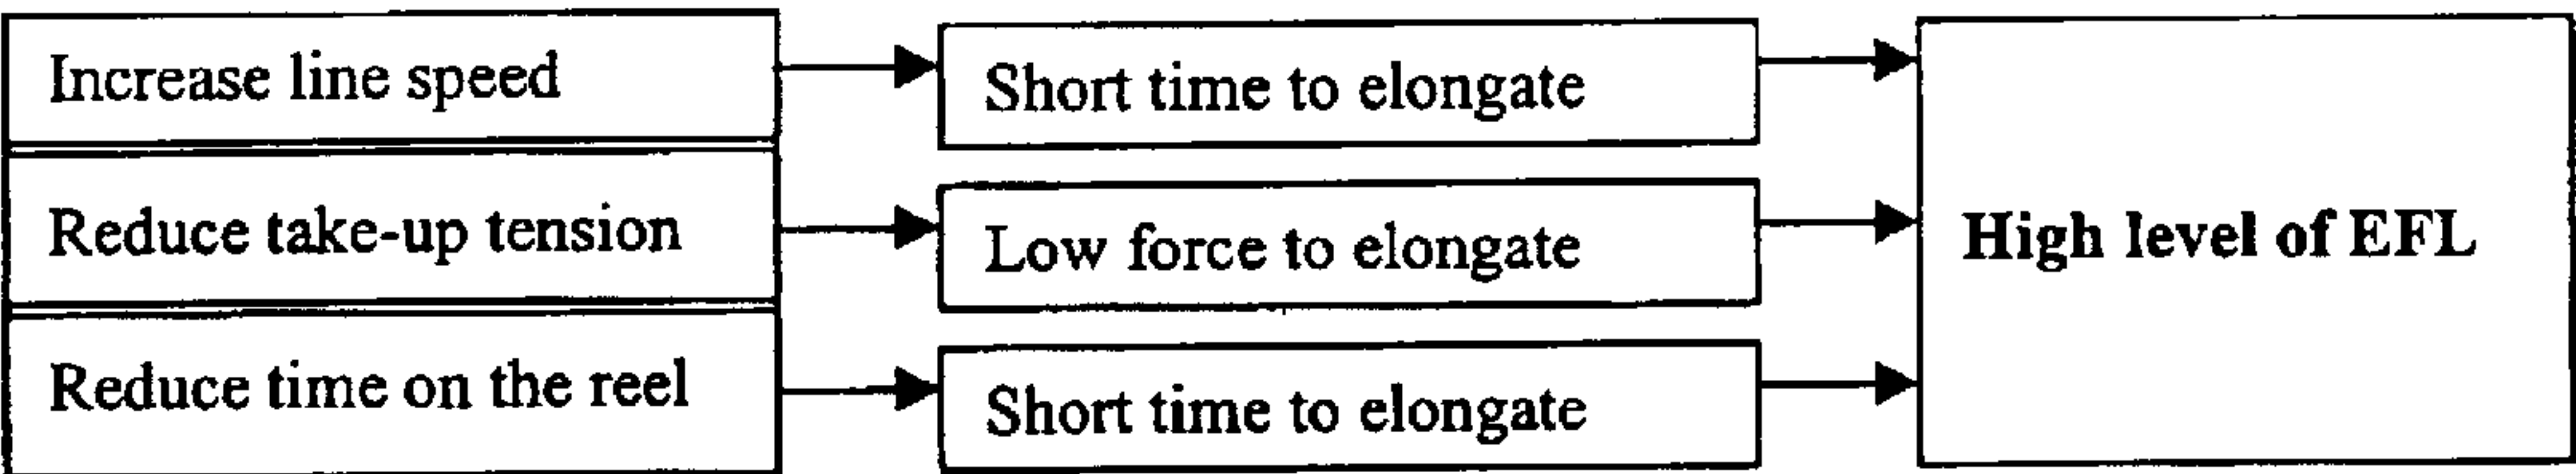 Increase line speed
Short time to elongate
Reduce take-up tension
Low force to elongate
High level of EFL
Reduce time on the reel
Short time to elongate